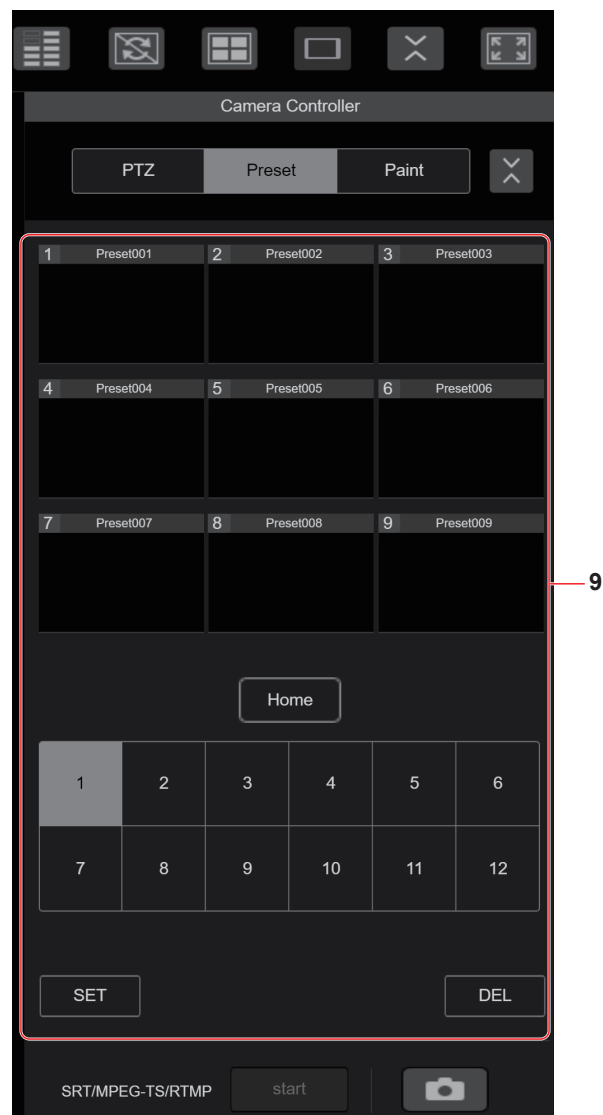 Camera Controller
PTZ Preset Paint
1 Preset001 2 Preset002 3 Preset003
4 Preset004 5 Preset005 6 Preset006
7 Preset007 8 Preset008 9 Preset009
9
Home
1 2 3 4 5 6
7 8 9 10 11 12
SET DEL
SRT/MPEG-TS/RTMP start